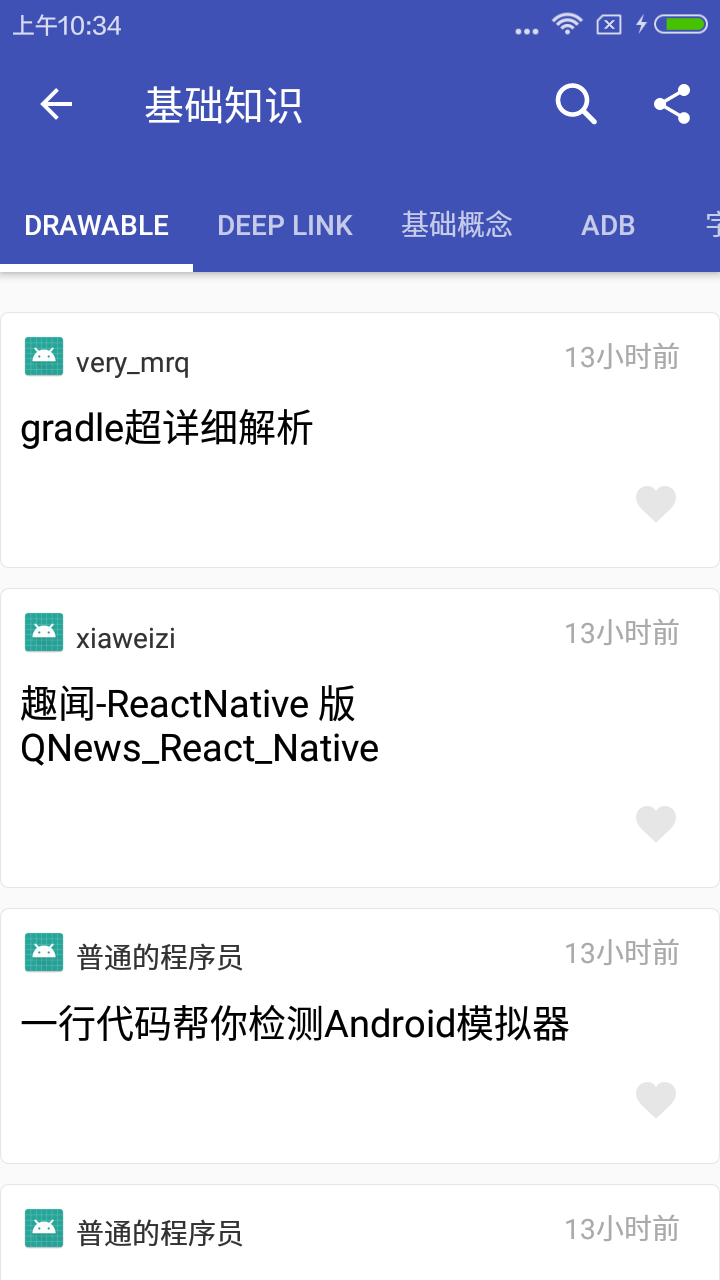 上午10:34
基础知识
DRAWABLE DEEP LINK 基础概念 ADB
very_mrq 13小时前
gradle超详细解析
xiaweizi 13小时前
趣闻-ReactNative 版
QNews_React_Native
普通的程序员 13小时前
一行代码帮你检测Android模拟器
普通的程序员 13小时前